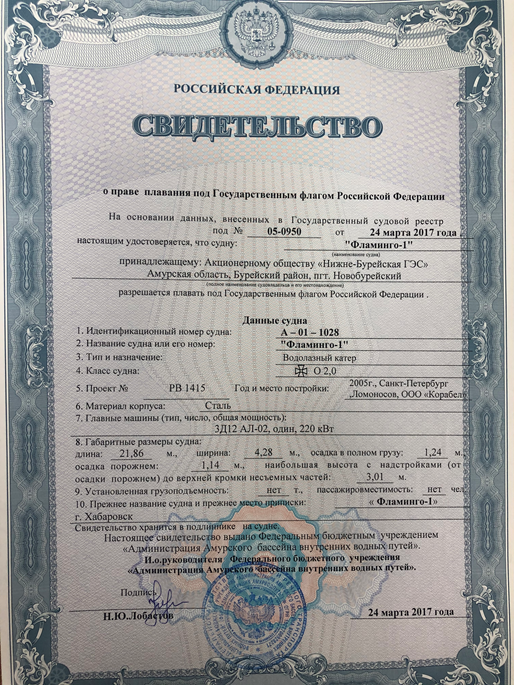 РОССИЙСКАЯ ФЕДЕРАЦИЯ
СВИДЕТЕЛЬСТВО
о праве плавания под Государственным флагом Российской Федерации
На основании данных, внесенных в Государственный судовой реестр
под № 05-0950 от 24 марта 2017 года,
настоящим удостоверяется, что судну: "Фламинго-1"
(наименование судна)
принадлежащему: Акционерному обществу «Нижне-Бурейская ГЭС»
Амурская область, Бурейский район, пгт. Новобурейский
(полное наименование судовладельца и его местонахождение)
разрешается плавать под Государственным флагом Российской Федерации .
Данные судна
1. Идентификационный номер судна: А – 01 – 1028
2. Название судна или его номер: "Фламинго-1"
3. Тип и назначение: Водолазный катер
4. Класс судна: О 2,0
5. Проект № РВ 1415 Год и место постройки: 2005г., Санкт-Петербург
,Ломоносов, ООО «Корабел»
6. Материал корпуса: Сталь
7. Главные машины (тип, число, общая мощность):
3Д12 АЛ-02, один, 220 кВт
8. Габаритные размеры судна:
длина: 21,86 м., ширина: 4,28 м., осадка в полном грузу: 1,24 м.,
осадка порожнем: 1,14 м., наибольшая высота с надстройками (от
осадки порожнем) до верхней кромки несъемных частей: 3,01 м.
9. Установленная грузоподъемность: нет т., пассажировместимость: нет чел.
10. Прежнее название судна и прежнее место приписки: « Фламинго-1»
г. Хабаровск
Свидетельство хранится в подлиннике на судне.
Настоящее свидетельство выдано Федеральным бюджетным учреждением
«Администрация Амурского бассейна внутренних водных путей».
И.о.руководителя Федерального бюджетного учреждения
«Администрация Амурского бассейна внутренних водных путей».
Подпись
Н.Ю.Лобастов 24 марта 2017 года